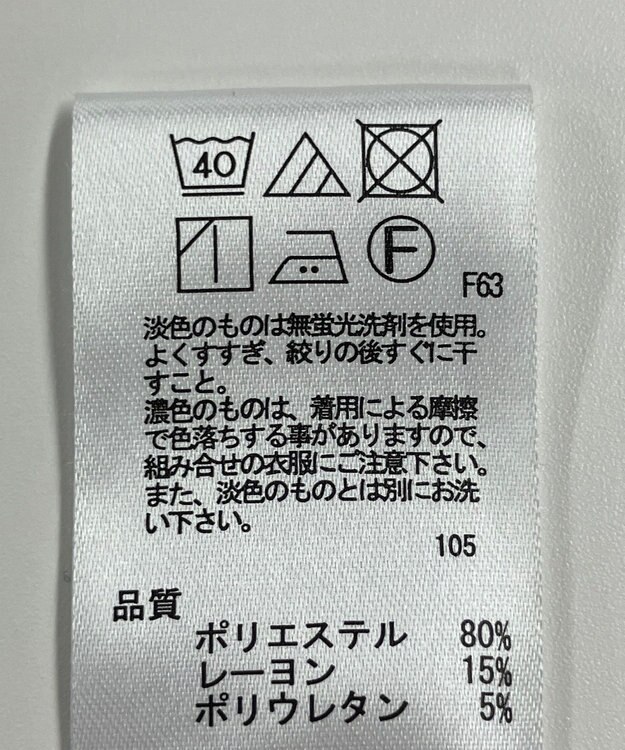 40
F
F63
淡色のものは無蛍光洗剤を使用。
よくすすぎ、絞りの後すぐに干
すこと。
濃色のものは、着用による摩擦
で色落ちする事がありますので、
組み合せの衣服にご注意下さい。
また、淡色のものとは別にお洗
い下さい。
105
品質
ポリエステル 80%
レーヨン 15%
ポリウレタン 5%